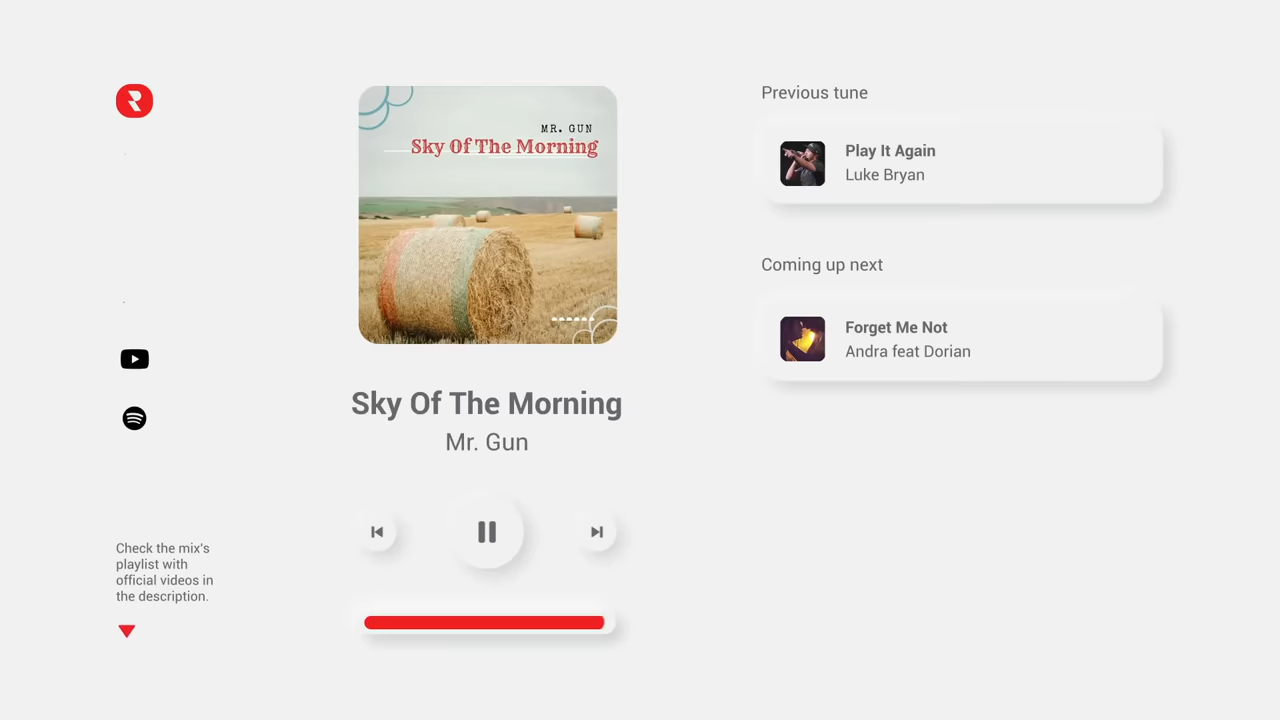 MR. GUN
Sky Of The Morning
Sky Of The Morning
Mr. Gun
Previous tune
Play It Again
Luke Bryan
Coming up next
Forget Me Not
Andra feat Dorian
Check the mix's
playlist with
official videos in
the description.